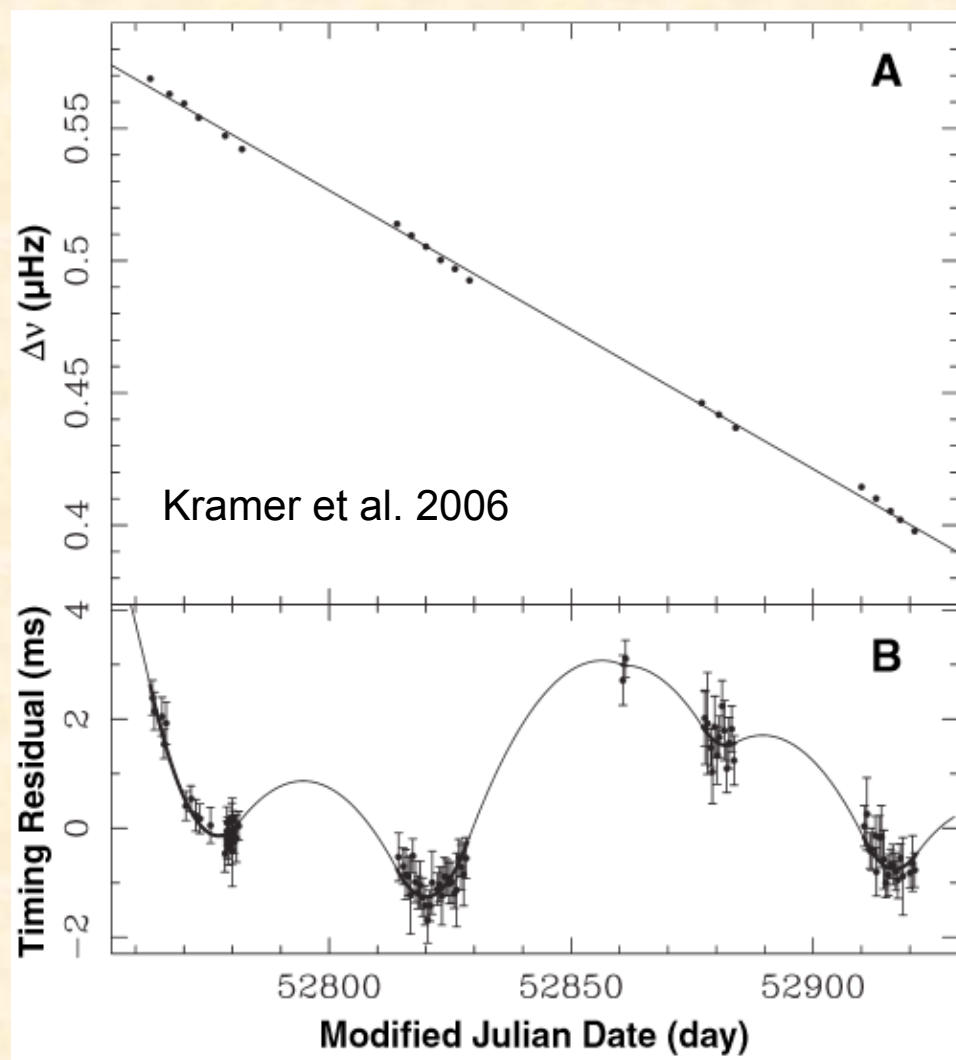 A
0.55
0.5
0.45
0.4
Δν (μHz)
Kramer et al. 2006
B
4
2
0
−2
Timing Residual (ms)
52800 52850 52900
Modified Julian Date (day)